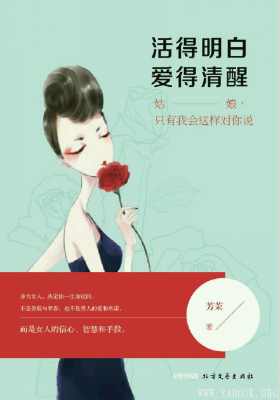 活得明白
爱得清醒
姑——娘，
只有我会这样对你说
身为女人，决定你一生命运的，
不是美貌与青春，也不是男人的爱和承诺，
而是女人的信心、智慧和手段。
芳茉
著
北方文艺出版社
WWW.YABOOK.ORG